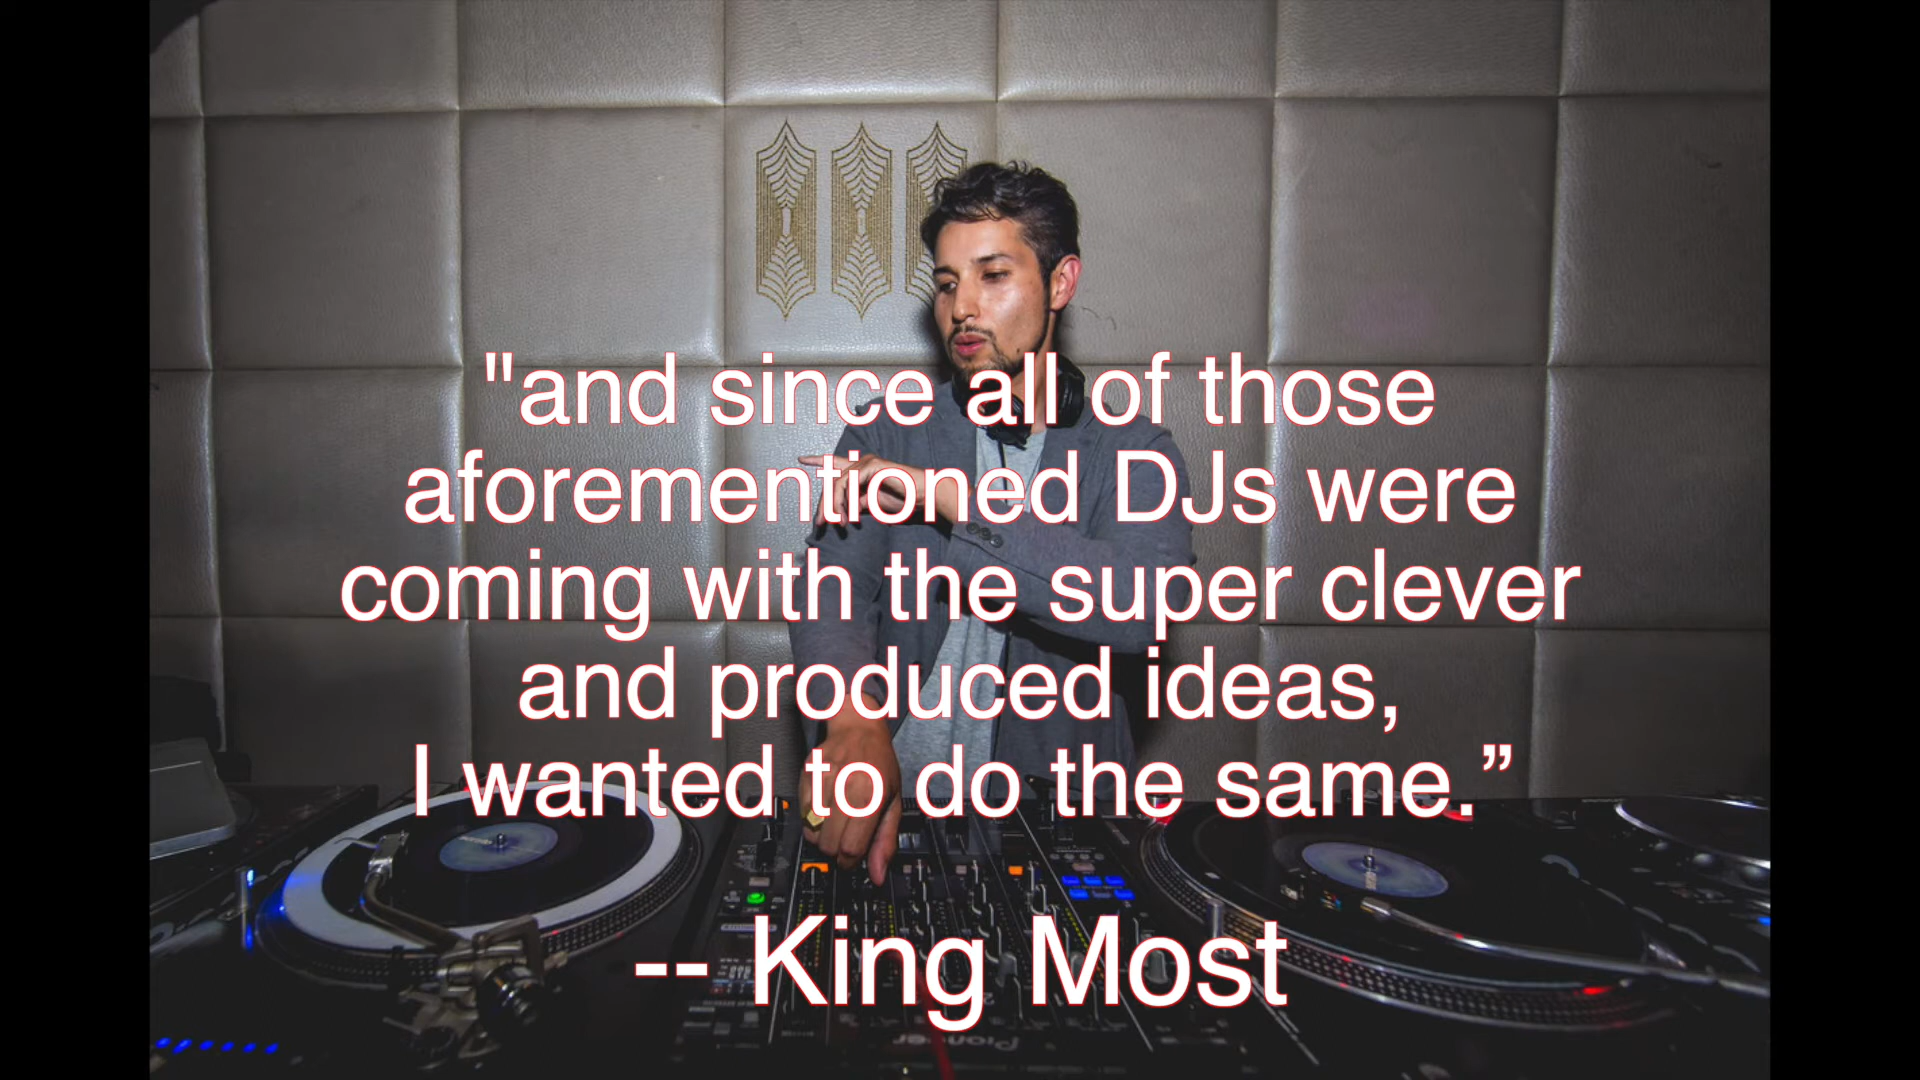 "and since all of those
aforementioned DJs were
coming with the super clever
and produced ideas,
I wanted to do the same.”
-- King Most
Pioneer